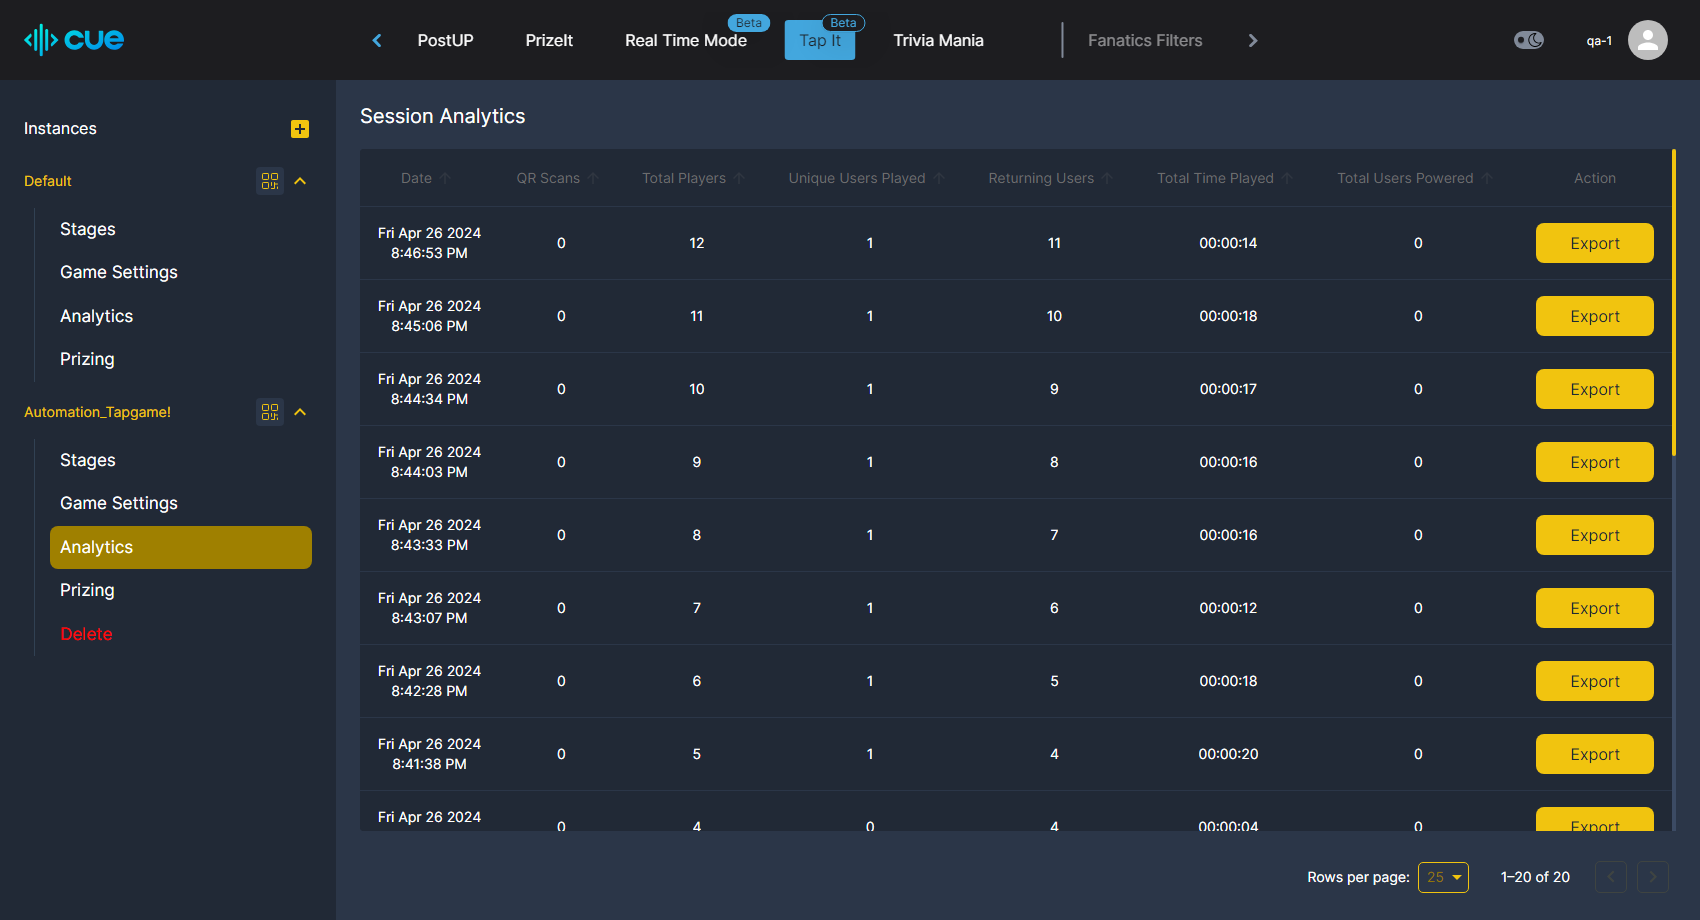 cue
PostUP
PrizeIt
Real Time Mode
Beta
Tap It
Beta
Trivia Mania
Fanatics Filters
qa-1
Instances
Default
Stages
Game Settings
Analytics
Prizing
Automation_Tapgame!
Stages
Game Settings
Analytics
Prizing
Delete
Session Analytics
Date QR Scans Total Players Unique Users Played Returning Users Total Time Played Total Users Powered Action
Fri Apr 26 2024
8:46:53 PM 0 12 1 11 00:00:14 0 Export
Fri Apr 26 2024
8:45:06 PM 0 11 1 10 00:00:18 0 Export
Fri Apr 26 2024
8:44:34 PM 0 10 1 9 00:00:17 0 Export
Fri Apr 26 2024
8:44:03 PM 0 9 1 8 00:00:16 0 Export
Fri Apr 26 2024
8:43:33 PM 0 8 1 7 00:00:16 0 Export
Fri Apr 26 2024
8:43:07 PM 0 7 1 6 00:00:12 0 Export
Fri Apr 26 2024
8:42:28 PM 0 6 1 5 00:00:18 0 Export
Fri Apr 26 2024
8:41:38 PM 0 5 1 4 00:00:20 0 Export
Fri Apr 26 2024
0 4 0 4 00:00:04 0 Export
Rows per page: 25 1–20 of 20